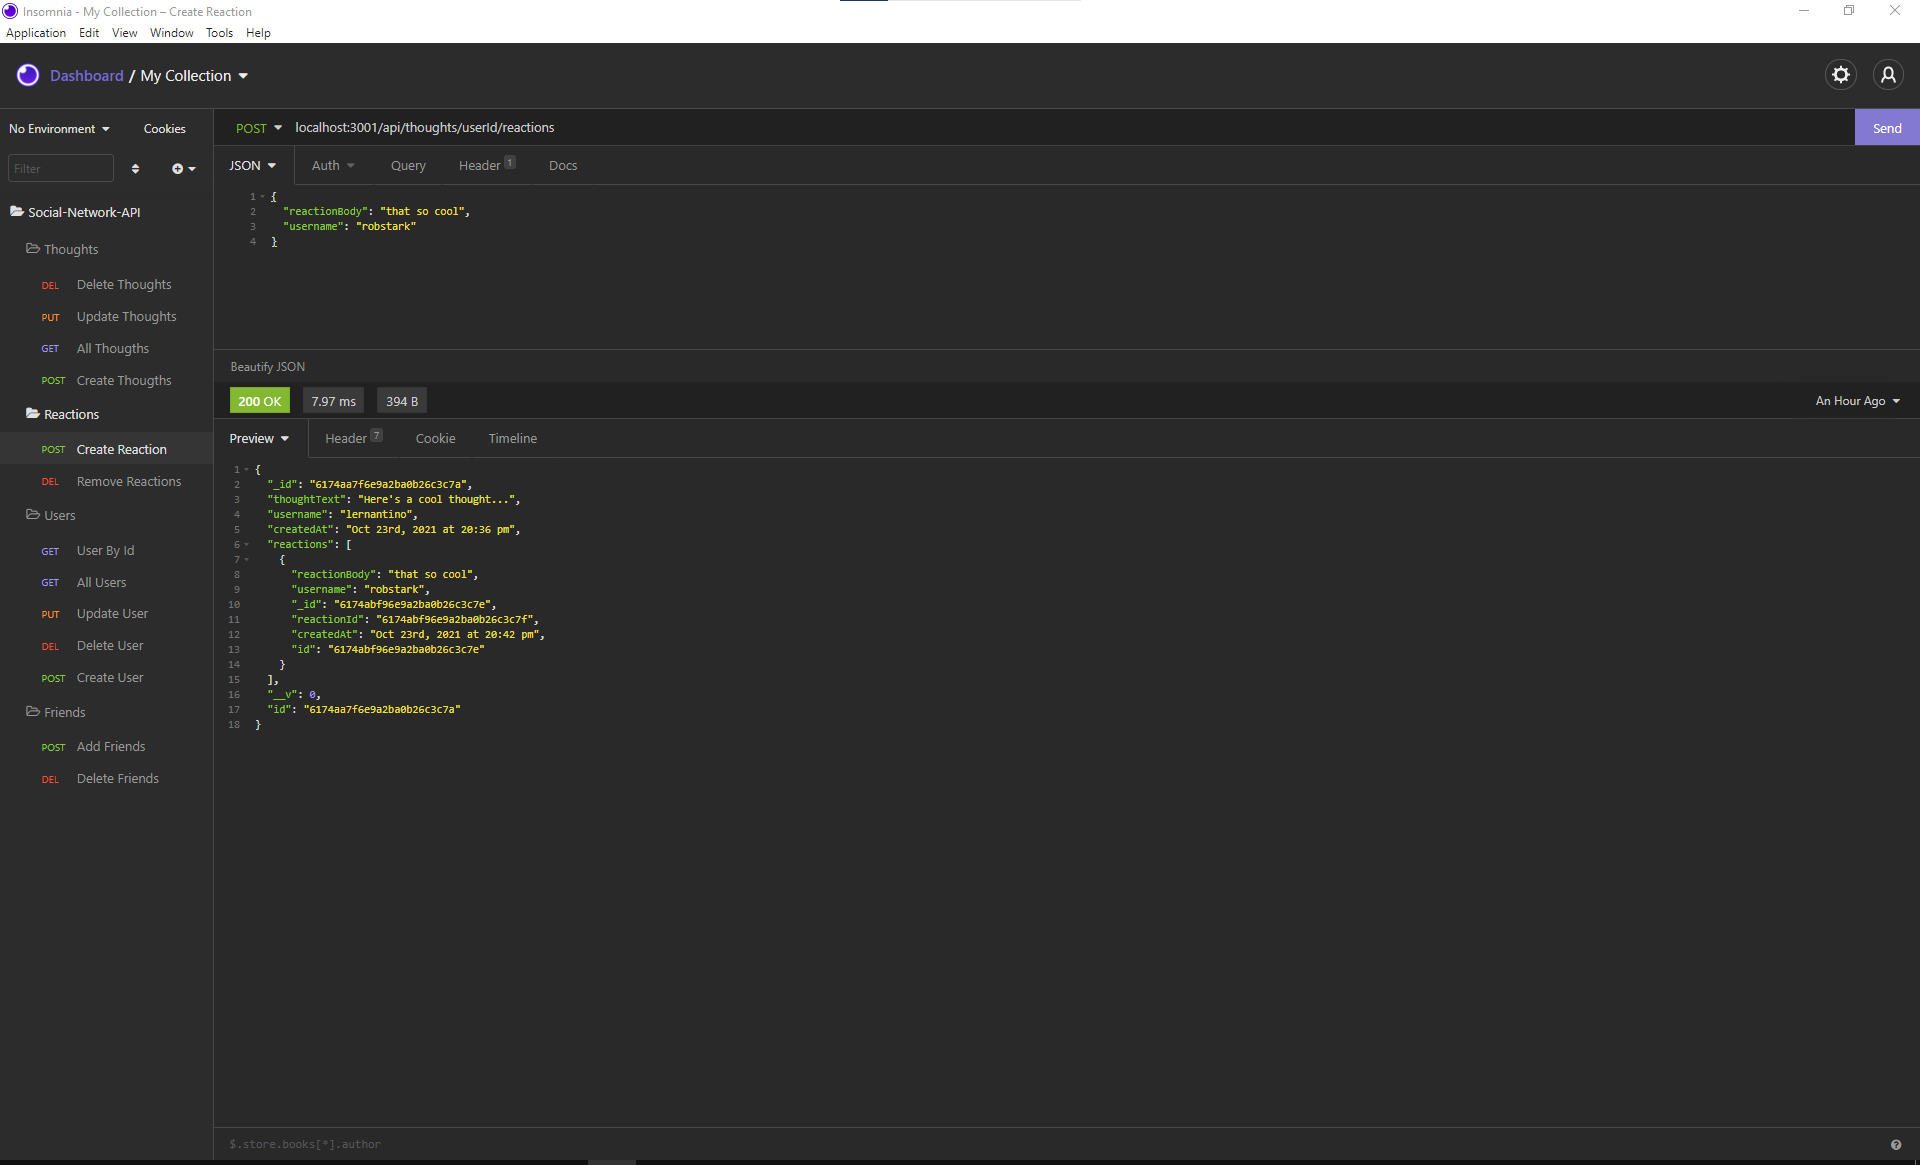 Insomnia - My Collection – Create Reaction
Application Edit View Window Tools Help
Dashboard / My Collection
No Environment Cookies
Filter
Social-Network-API
Thoughts
DEL Delete Thoughts
PUT Update Thoughts
GET All Thougths
POST Create Thougths
Reactions
POST Create Reaction
DEL Remove Reactions
Users
GET User By Id
GET All Users
PUT Update User
DEL Delete User
POST Create User
Friends
POST Add Friends
DEL Delete Friends
POST localhost:3001/api/thoughts/userId/reactions Send
JSON Auth Query Header 1 Docs
1 {
2 "reactionBody": "that so cool",
3 "username": "robstark"
4 }
Beautify JSON
200 OK 7.97 ms 394 B An Hour Ago
Preview Header 7 Cookie Timeline
1 {
2 "_id": "6174aa7f6e9a2ba0b26c3c7a",
3 "thoughtText": "Here's a cool thought...",
4 "username": "lernantino",
5 "createdAt": "Oct 23rd, 2021 at 20:36 pm",
6 "reactions": [
7 {
8 "reactionBody": "that so cool",
9 "username": "robstark",
10 "_id": "6174abf96e9a2ba0b26c3c7e",
11 "reactionId": "6174abf96e9a2ba0b26c3c7f",
12 "createdAt": "Oct 23rd, 2021 at 20:42 pm",
13 "id": "6174abf96e9a2ba0b26c3c7e"
14 }
15 ],
16 "__v": 0,
17 "id": "6174aa7f6e9a2ba0b26c3c7a"
18 }
$.store.books[*].author